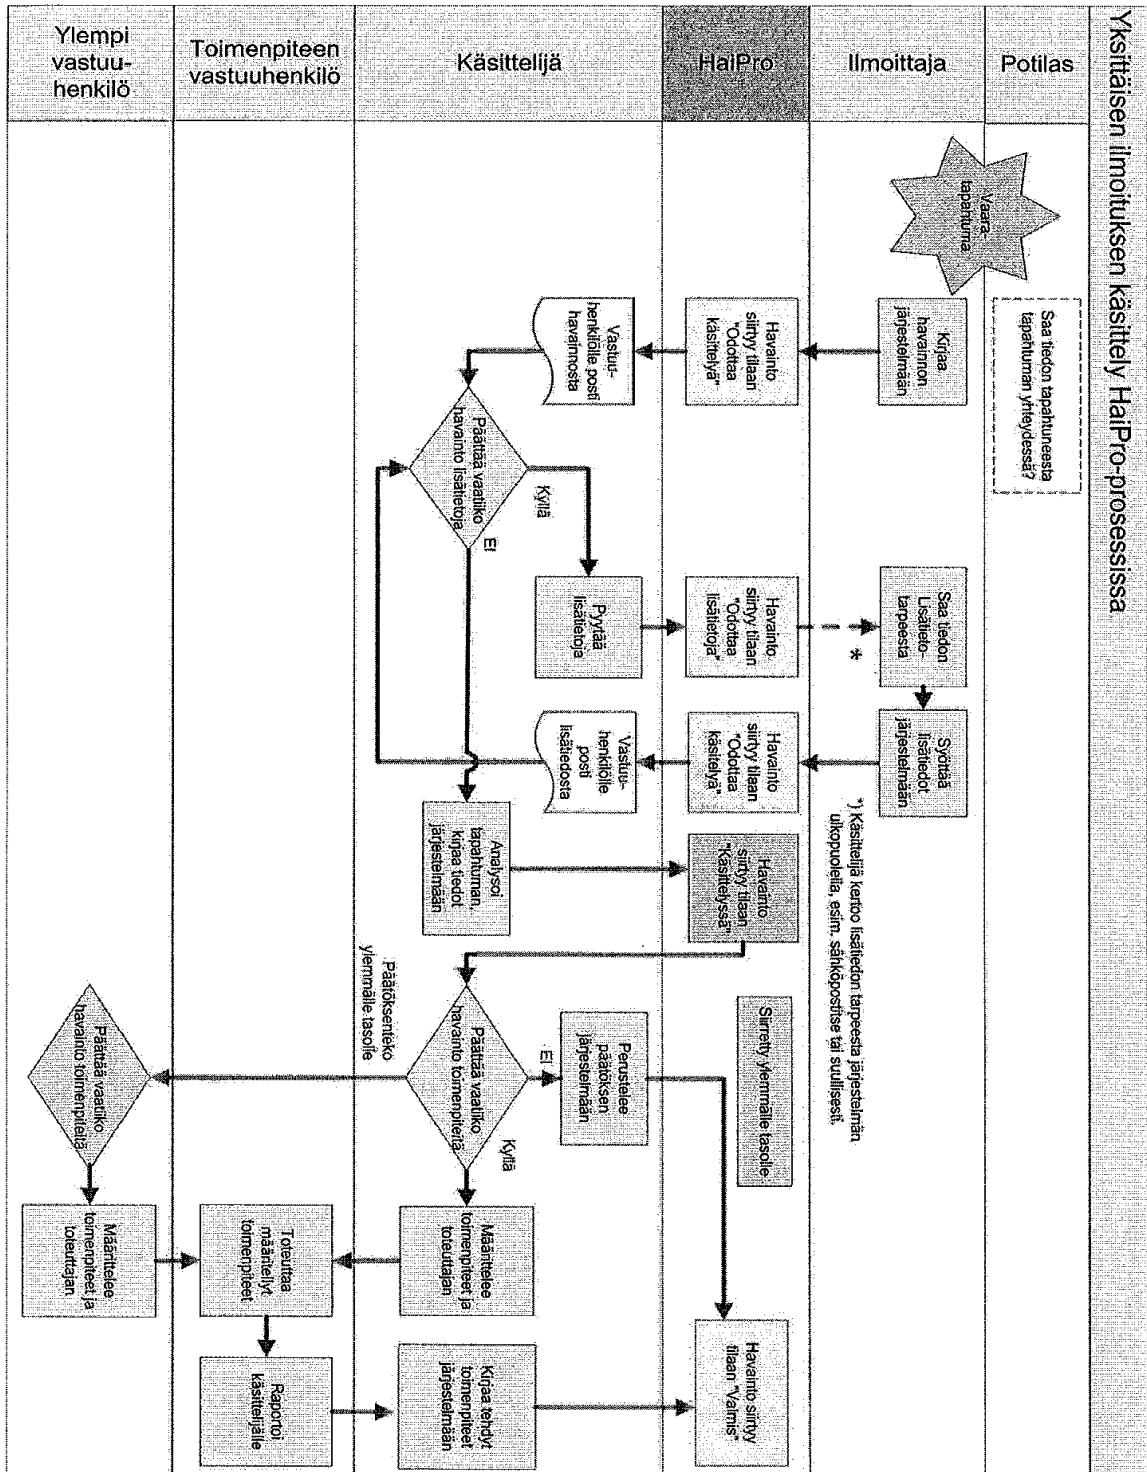 Yksittäisen ilmoituksen käsittely HaiPro-prosessissa
Potilas
Saa tiedon tapahtuneesta
tapahtuman yhteydessä?
Ilmoittaja
Vaara-
tapahtuma
Kirjaa
havainnon
järjestelmään
Saa tiedon
Lisätieto-
tarpeesta
Syöttää
lisätiedot
järjestelmään
*) Käsittelijä kertoo lisätiedon tarpeesta järjestelmän
ulkopuolella, esim. sähköpostitse tai suullisesti.
HaiPro
Havainto
siirtyy tilaan
"Odottaa
käsittelyä"
Havainto
siirtyy tilaan
"Odottaa
lisätietoja"
*
Havainto
siirtyy tilaan
"Odottaa
käsitelyä"
Havainto
siirtyy tilaan
"Käsittelyssä"
Siirretty ylemmälle tasolle
Havainto siirtyy
tilaan "Valmis"
Käsittelijä
Vastuu-
henkilölle posti
havainnosta
Päättää vaatiiko
havainto lisätietoja
Kyllä
Ei
Pyytää
lisätietoja
Vastuu-
henkilölle
posti
lisätiedosta
Analysoi
tapahtuman,
kirjaa tiedot
järjestelmään
Päättää vaatiiko
havainto toimenpiteitä
Ei
Kyllä
Päätöksenteko
ylemmälle tasolle
Perustelee
päätöksen
järjestelmään
Määrittelee
toimenpiteet ja
toteuttajan
Kirjaa tehdyt
toimenpiteet
järjestelmään
Toimenpiteen
vastuuhenkilö
Toteuttaa
määritellyt
toimenpiteet
Raportoi
käsittelijälle
Ylempi
vastuu-
henkilö
Päättää vaatiiko
havainto toimenpiteitä
Määrittelee
toimenpiteet ja
toteuttajan